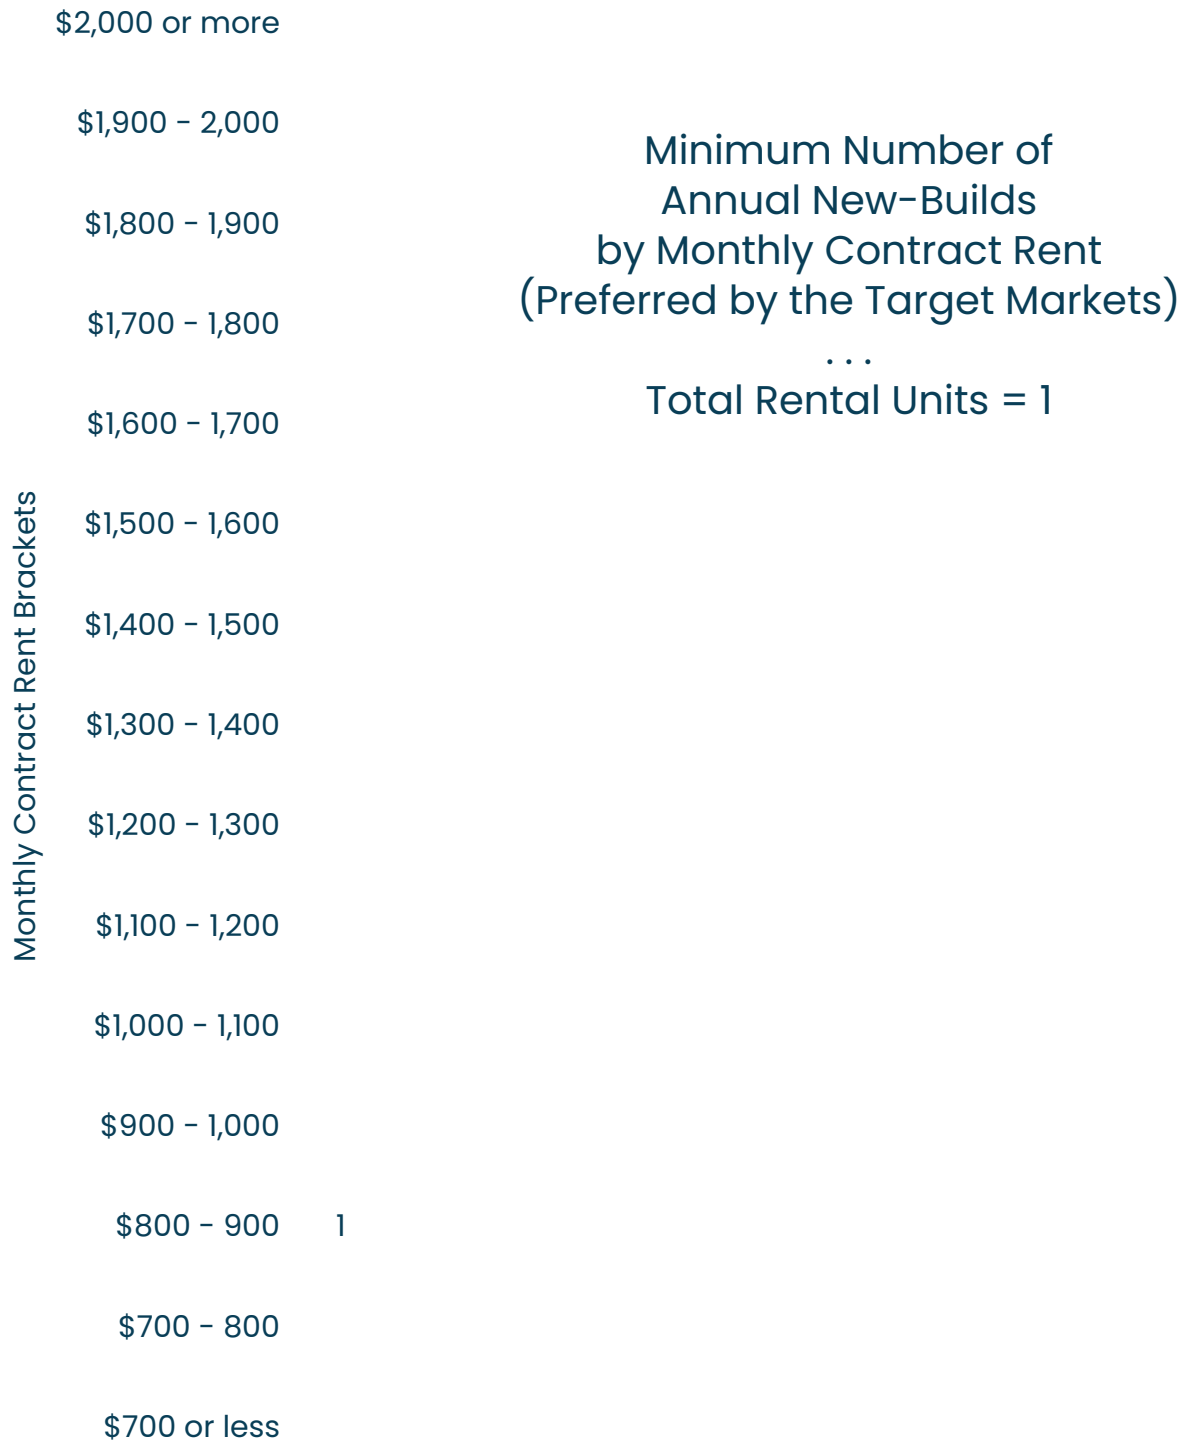 $2,000 or more
$1,900 - 2,000
$1,800 - 1,900
$1,700 - 1,800
$1,600 - 1,700
$1,500 - 1,600
$1,400 - 1,500
$1,300 - 1,400
$1,200 - 1,300
$1,100 - 1,200
$1,000 - 1,100
$900 - 1,000
$800 - 900 1
$700 - 800
$700 or less
Monthly Contract Rent Brackets
Minimum Number of
Annual New-Builds
by Monthly Contract Rent
(Preferred by the Target Markets)
. . .
Total Rental Units = 1